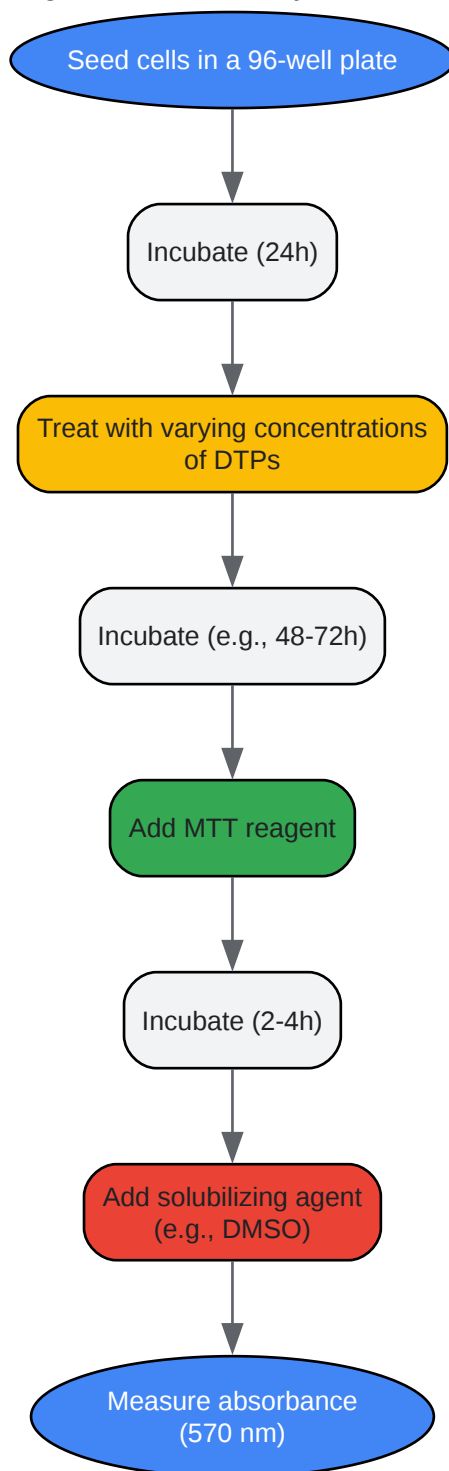 Seed cells in a 96-well plate
Incubate (24h)
Treat with varying concentrations
of DTPs
Incubate (e.g., 48-72h)
Add MTT reagent
Incubate (2-4h)
Add solubilizing agent
(e.g., DMSO)
Measure absorbance
(570 nm)